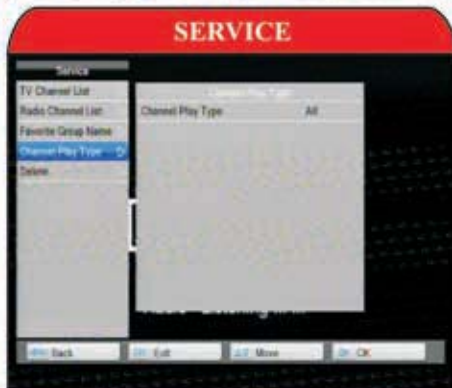 SERVICE
Service
TV Channel List
Radio Channel List
Favorite Group Name
Channel Play Type
Delete
Channel Play Type
Channel Play Type All
Back Exit Move OK OK